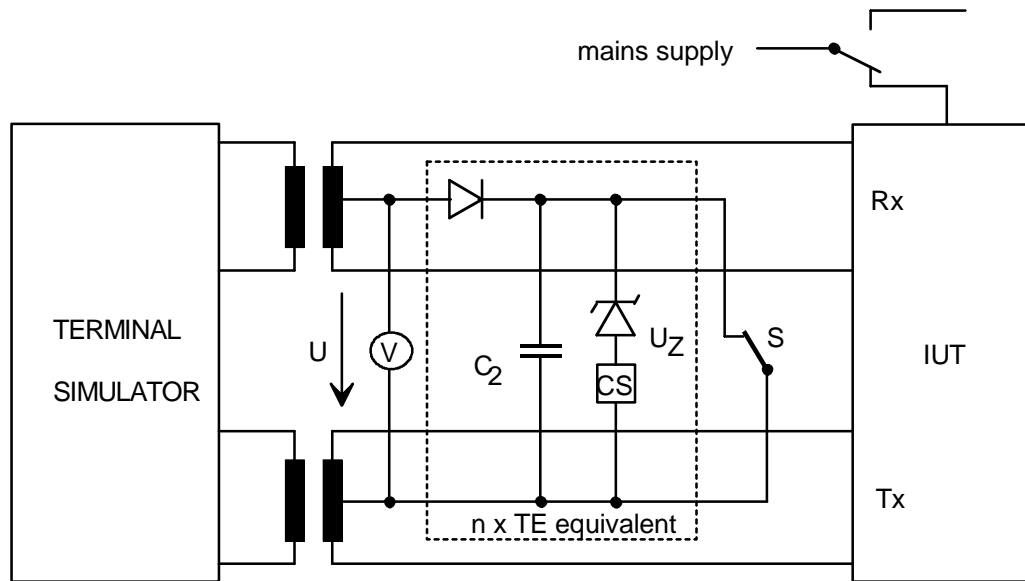 mains supply
Rx
TERMINAL
SIMULATOR
U
V
C2
UZ
CS
S
IUT
Tx
n x TE equivalent